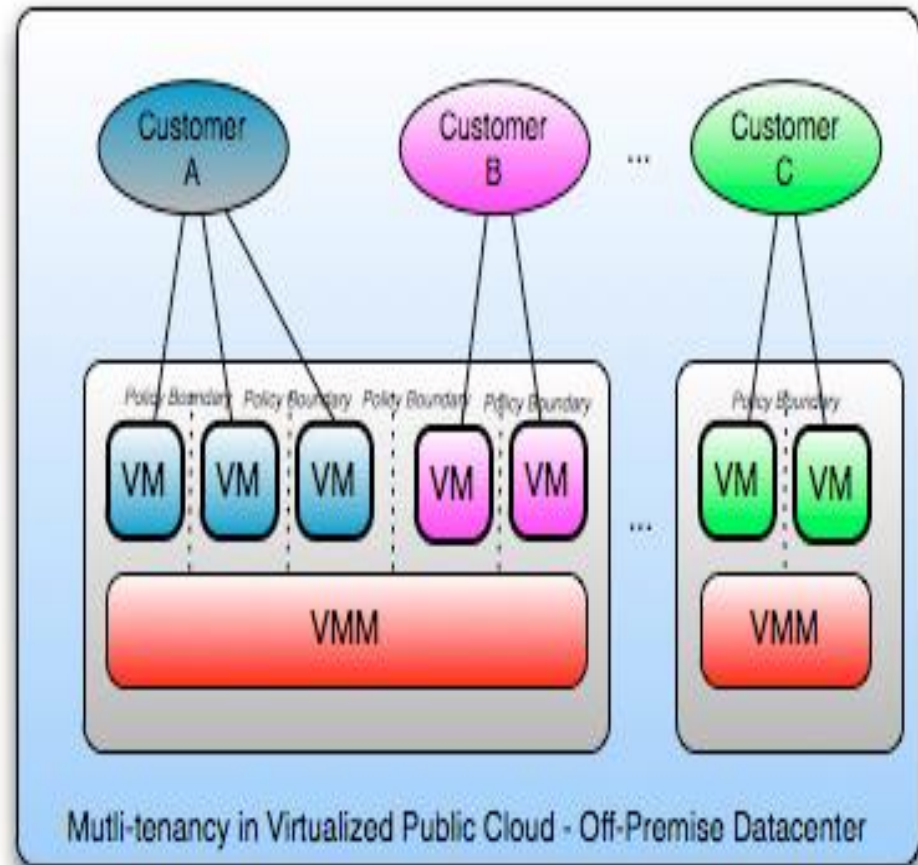 Customer
A
Customer
B
...
Customer
C
Policy Boundary
Policy Boundary
Policy Boundary
Policy Boundary
Policy Boundary
VM
VM
VM
VM
VM
VM
VM
...
VMM
VMM
Mutli-tenancy in Virtualized Public Cloud - Off-Premise Datacenter